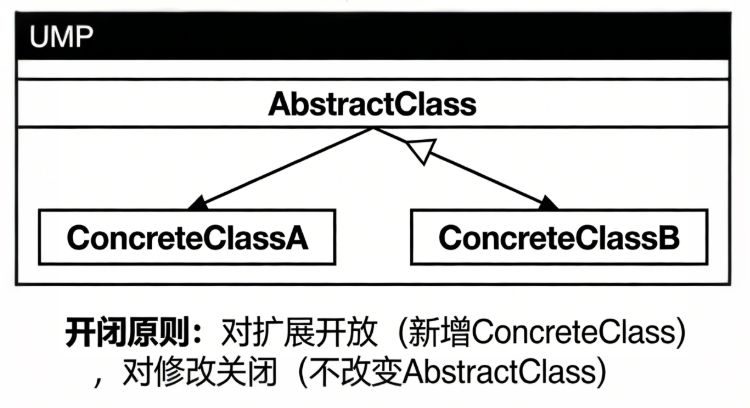 UMP
AbstractClass
ConcreteClassA
ConcreteClassB
开闭原则：对扩展开放（新增ConcreteClass）
，对修改关闭（不改变AbstractClass）